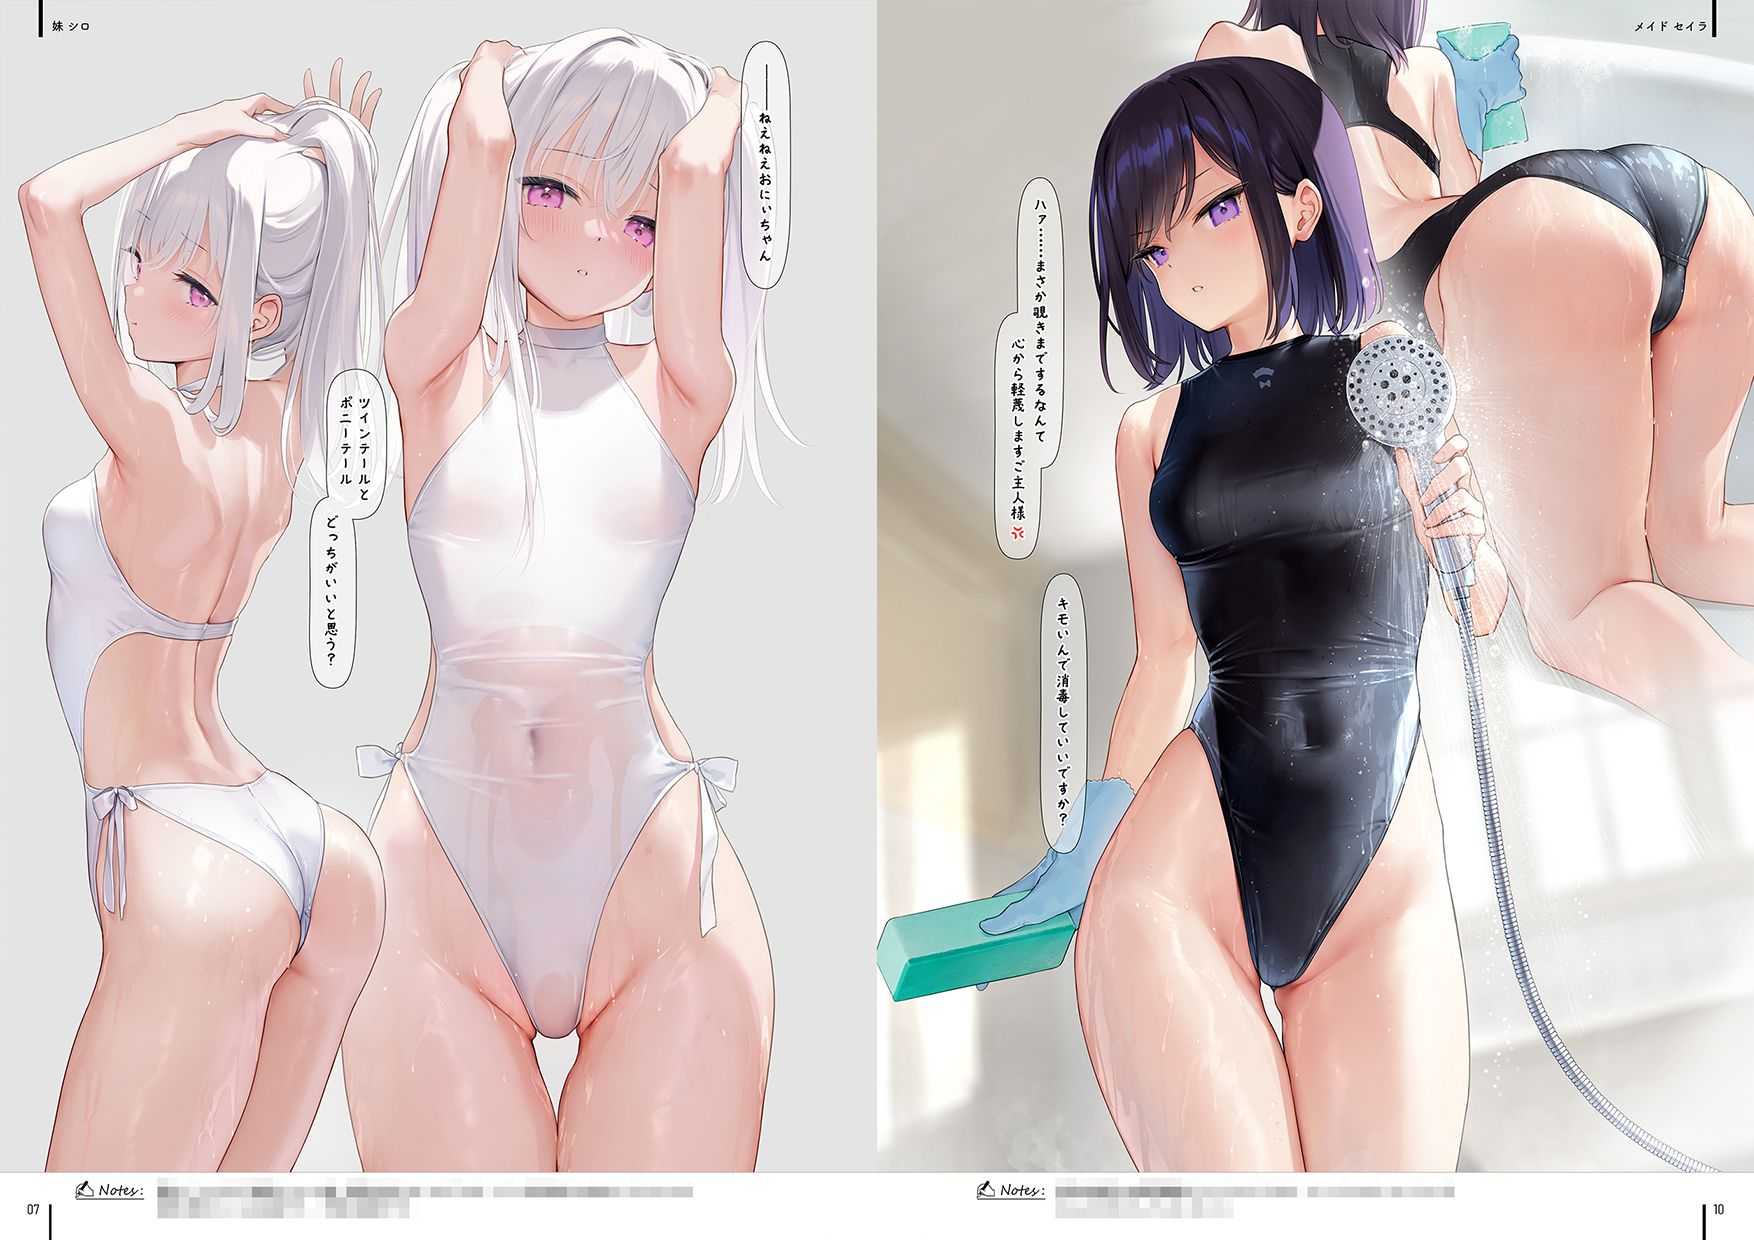 妹 シロ
――ねえねえおにいちゃん
ツインテールと
ポニーテール
どっちがいいと思う？
Notes:
07
メイド セイラ
ハァ……まさか覗きまでするなんて
心から軽蔑しますご主人様
キモいんで消毒していいですか？
Notes:
10